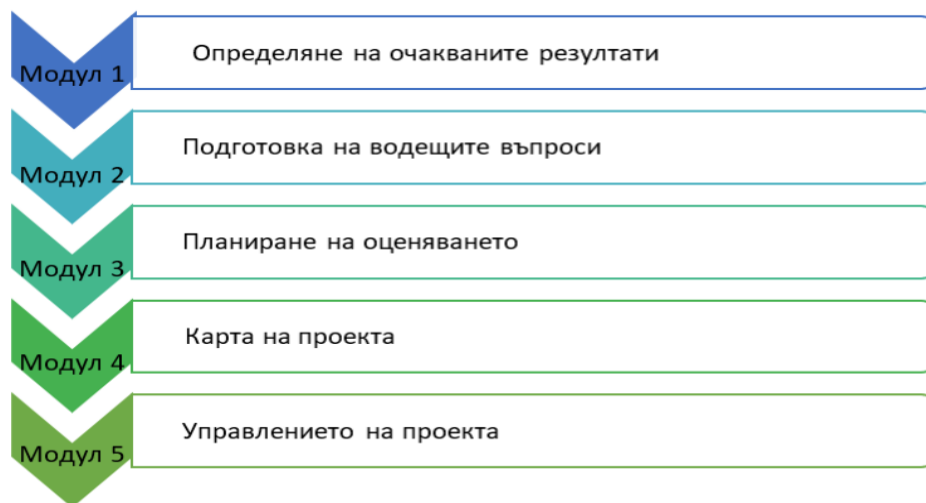 Модул 1
Определяне на очакваните резултати
Модул 2
Подготовка на водещите въпроси
Модул 3
Планиране на оценяването
Модул 4
Карта на проекта
Модул 5
Управлението на проекта